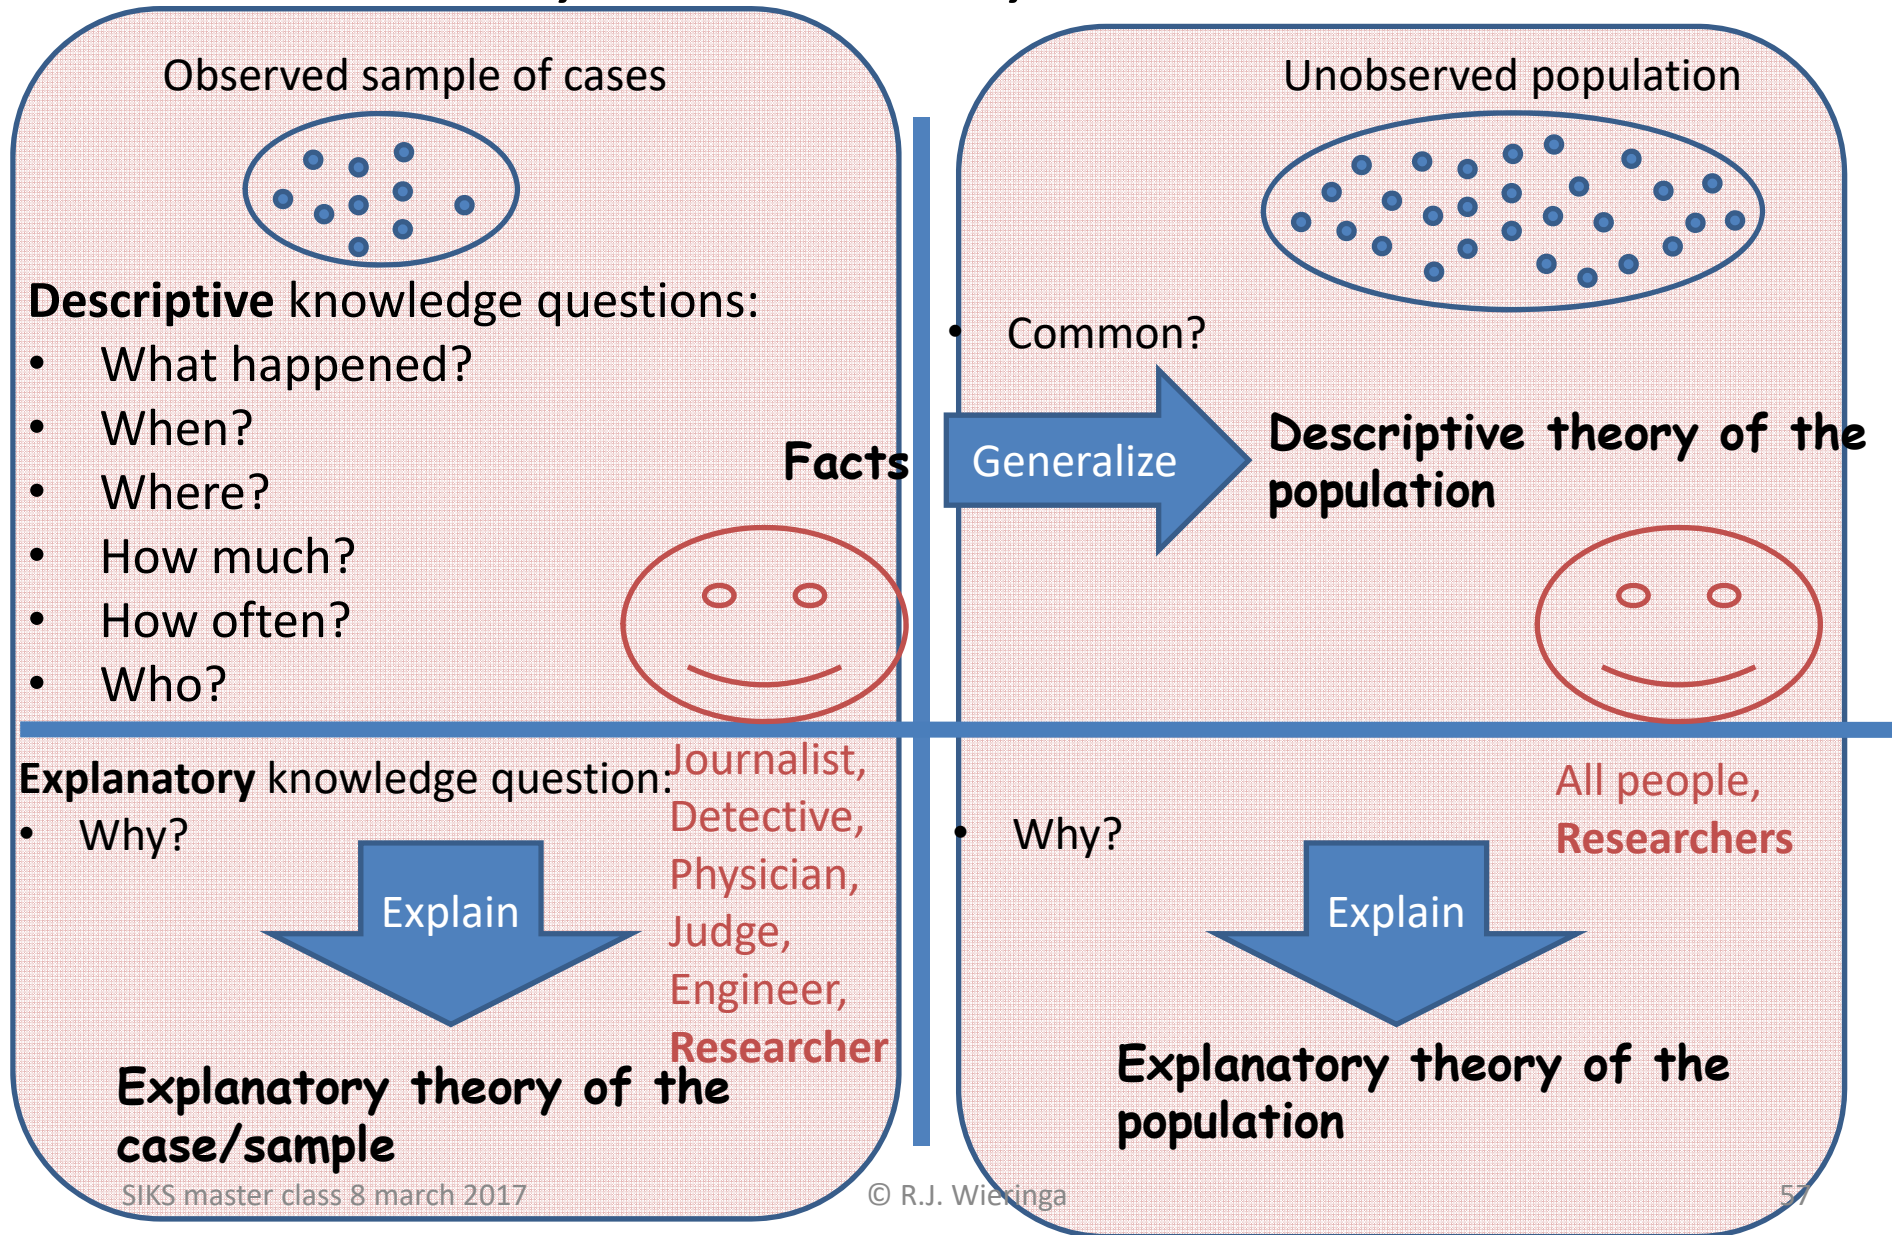 Observed sample of cases
Descriptive knowledge questions:
• What happened?
• When?
• Where?
• How much?
• How often?
• Who?
Facts
Explanatory knowledge question:
• Why?
Explain
Journalist,
Detective,
Physician,
Judge,
Engineer,
Researcher
Explanatory theory of the
case/sample
Unobserved population
• Common?
Generalize
Descriptive theory of the
population
• Why?
Explain
All people,
Researchers
Explanatory theory of the
population
SIKS master class 8 march 2017
© R.J. Wieringa
57